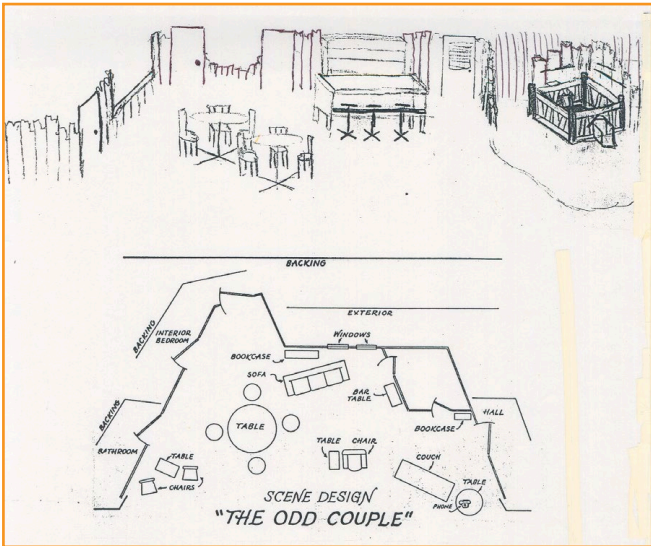 BACKING
EXTERIOR
BACKING
INTERIOR
BEDROOM
WINDOWS
BOOKCASE
SOFA
BAR
TABLE
HALL
BACKING
TABLE
BOOKCASE
BATHROOM
TABLE
TABLE
CHAIR
COUCH
TABLE
CHAIRS
PHONE
SCENE DESIGN
"THE ODD COUPLE"